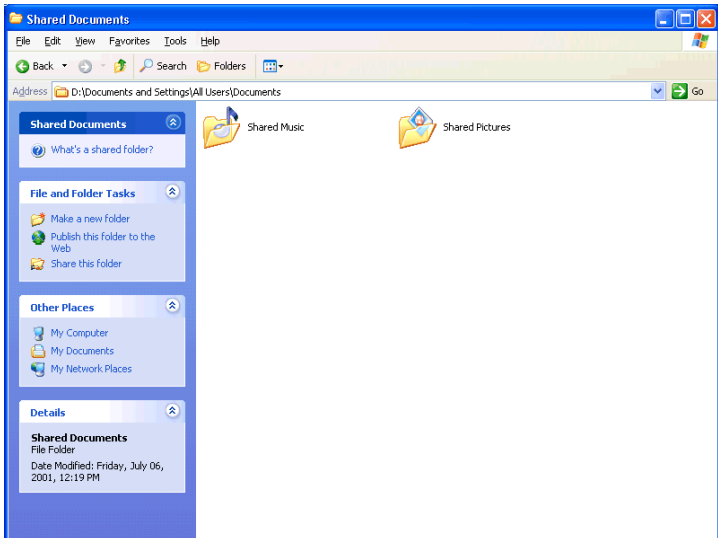 Shared Documents
File Edit View Favorites Tools Help
Back Search Folders
Address D:\Documents and Settings\All Users\Documents Go
Shared Documents
What's a shared folder?
File and Folder Tasks
Make a new folder
Publish this folder to the
Web
Share this folder
Other Places
My Computer
My Documents
My Network Places
Details
Shared Documents
File Folder
Date Modified: Friday, July 06,
2001, 12:19 PM
Shared Music Shared Pictures